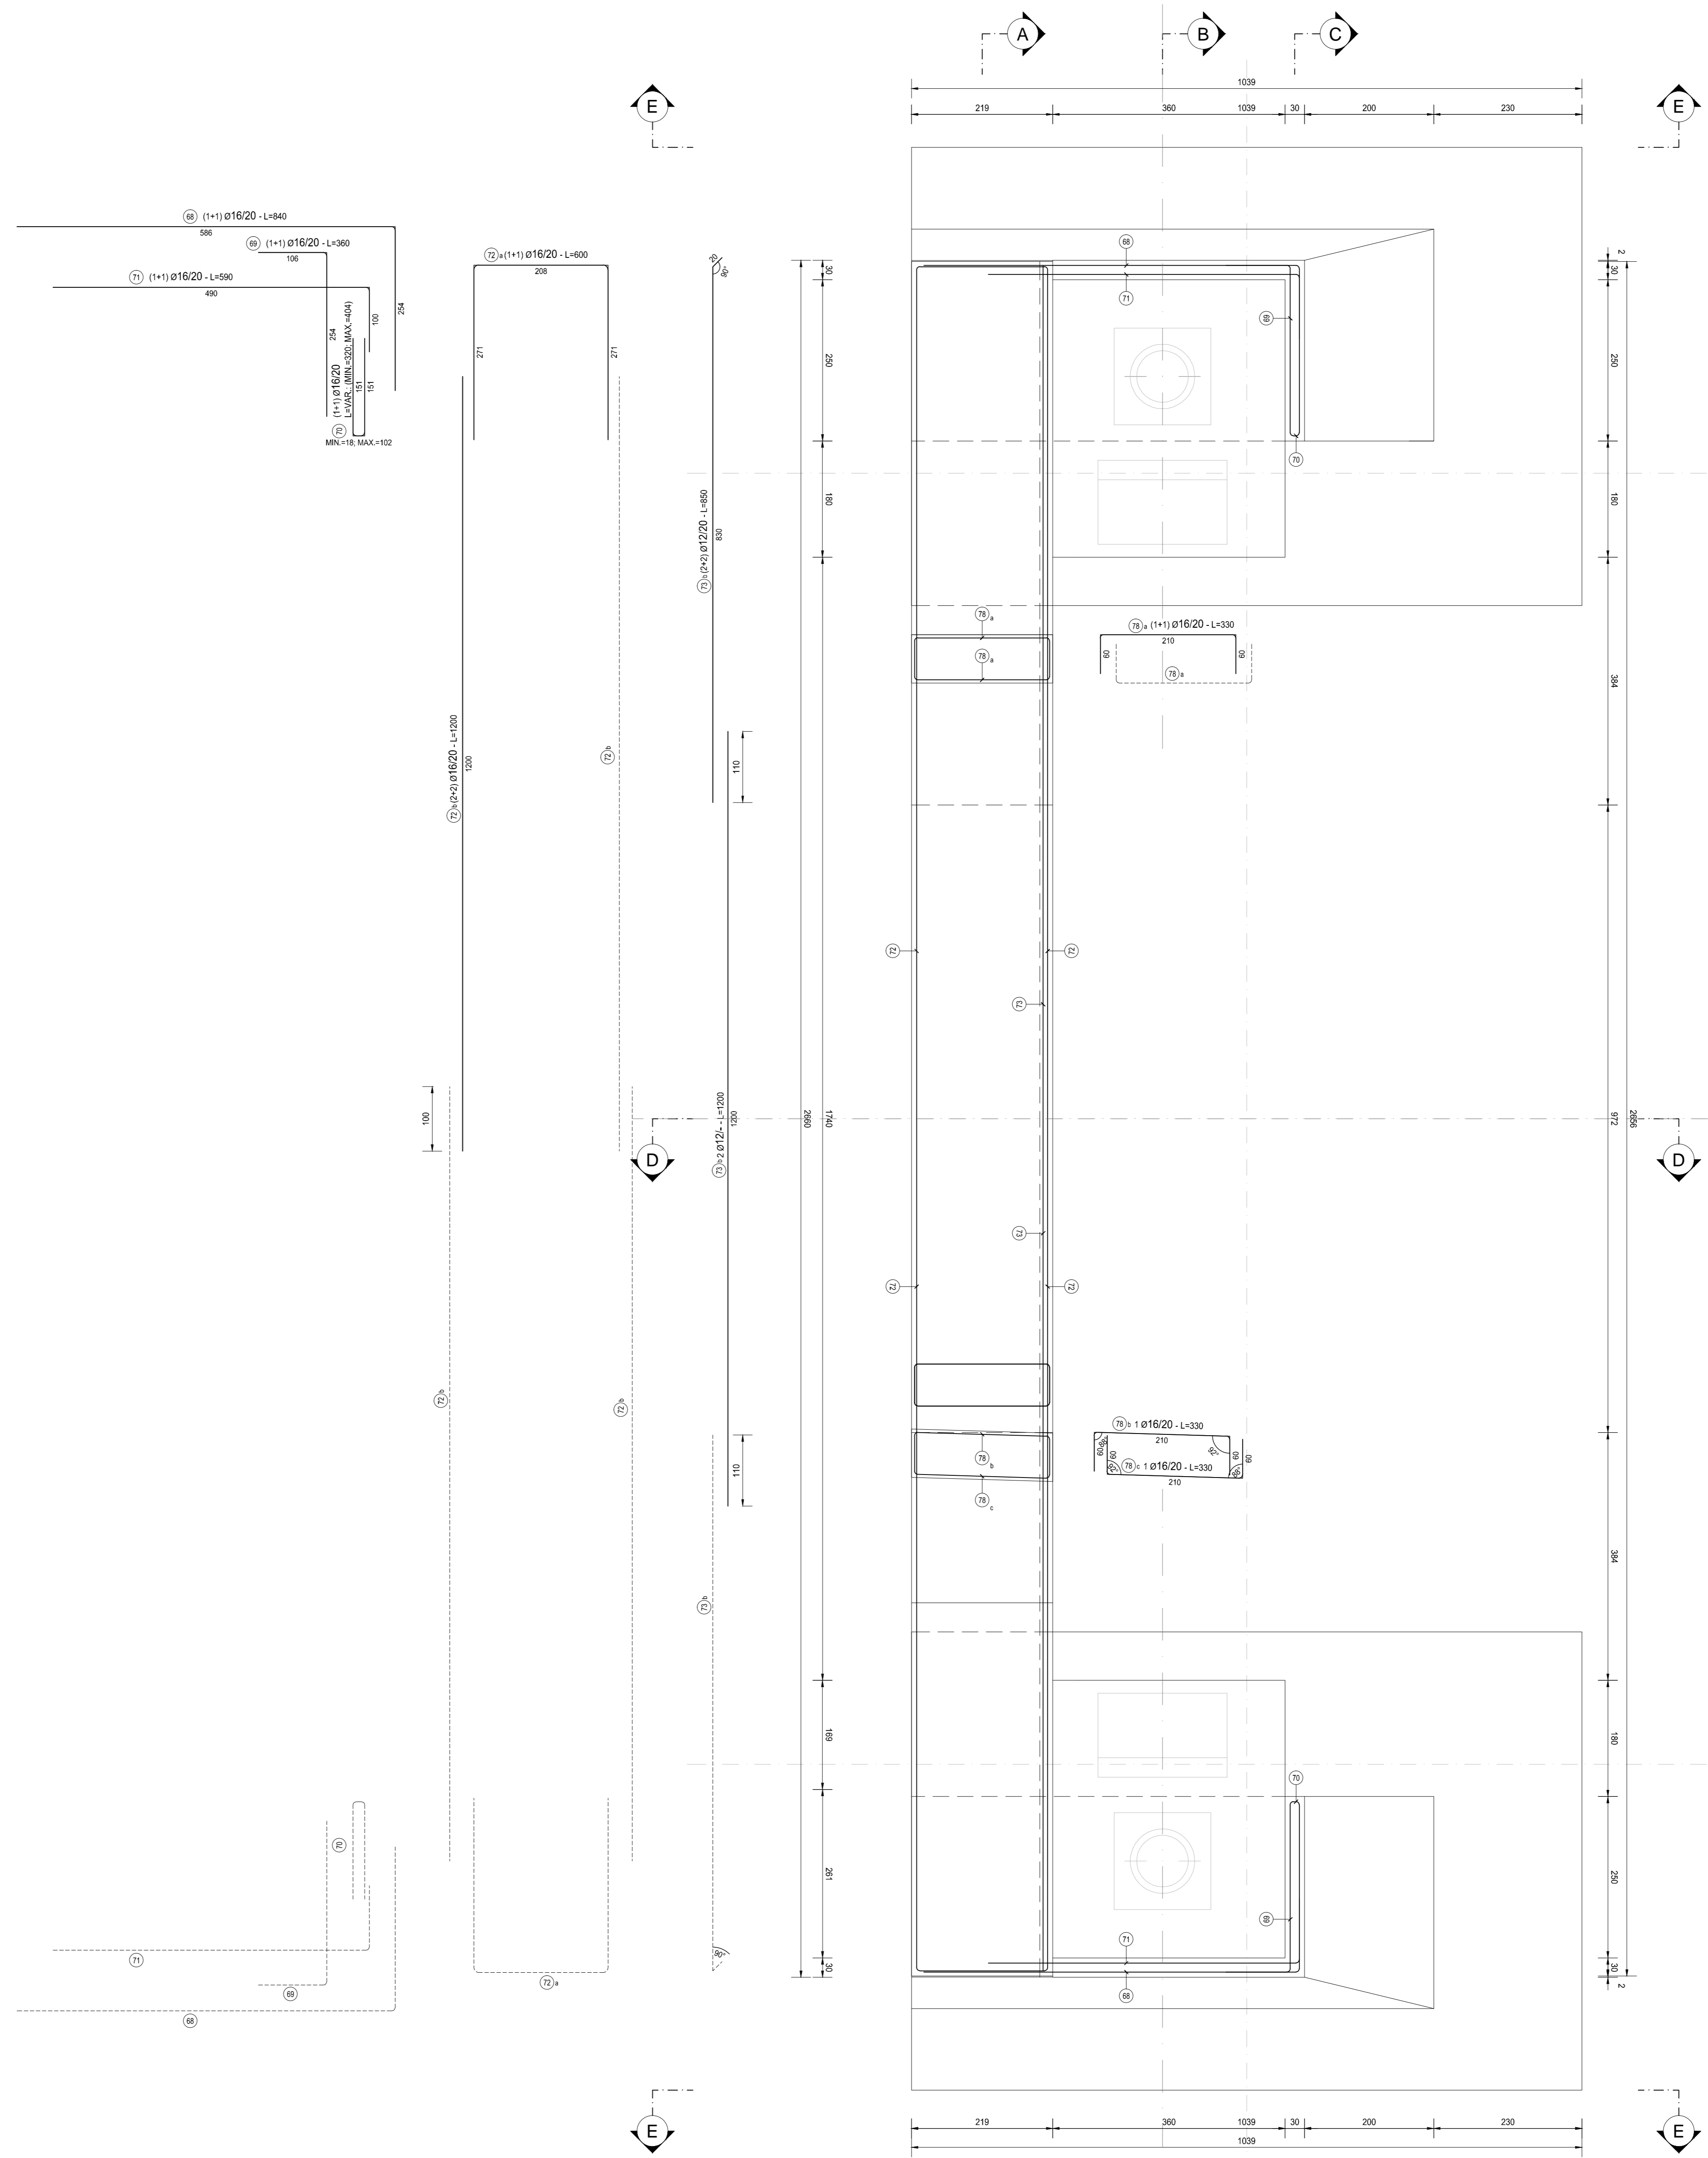 A
B
C
E
E
1039
219
360
1039
30
200
230
68 (1+1) Ø16/20 - L=840
586
254
69 (1+1) Ø16/20 - L=360
106
254
71 (1+1) Ø16/20 - L=590
490
100
70 (1+1) Ø16/20
L=VAR.: (MIN.=320; MAX.=404)
151
151
MIN.=18; MAX.=102
72 a (1+1) Ø16/20 - L=600
208
271
271
20
90°
73 b (2+2) Ø12/20 - L=850
830
110
72 b (2+2) Ø16/20 - L=1200
1200
72 b
100
73 b 2 Ø12/- - L=1200
1200
110
73 b
90°
72 b
72 b
70
71
69
68
72 a
30
250
180
1740
2660
169
261
30
68
71
69
70
78 a
78 a
78 a (1+1) Ø16/20 - L=330
210
60
60
78 a
72
72
73
73
72
72
78 b
78 c
78 b 1 Ø16/20 - L=330
210
88°
60
92°
60
78 c 1 Ø16/20 - L=330
210
92°
60
88°
60
70
69
71
68
2
30
250
180
384
972
2656
384
180
250
30
2
D
D
E
E
219
360
1039
30
200
230
1039